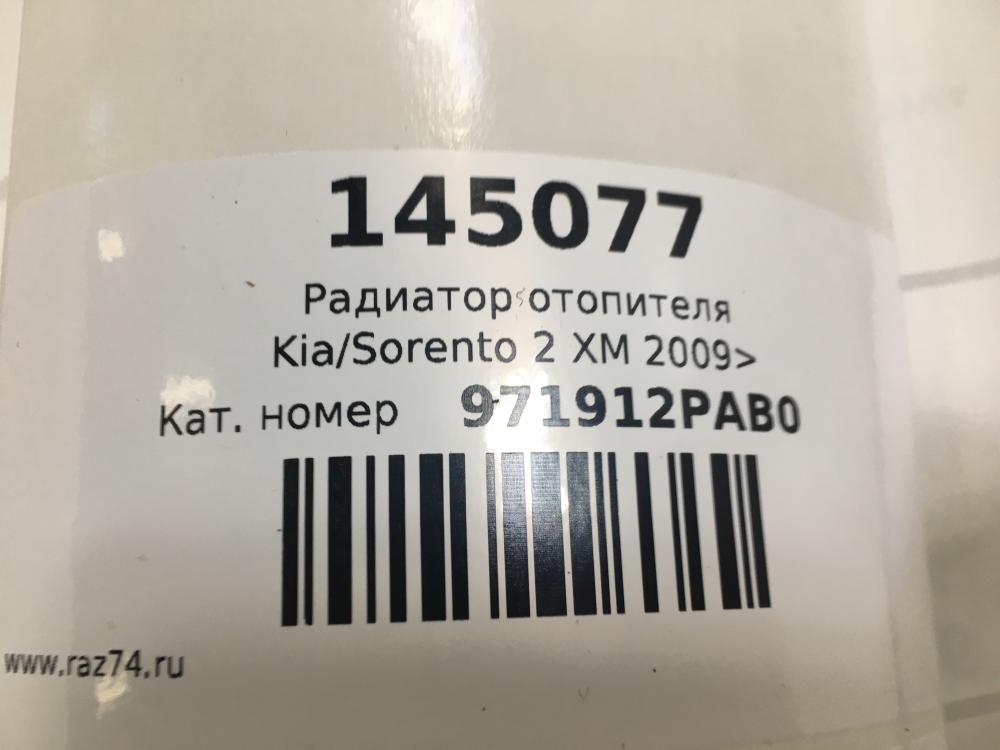 145077
Радиатор отопителя
Kia/Sorento 2 XM 2009>
Кат. номер 971912PAB0
www.raz74.ru